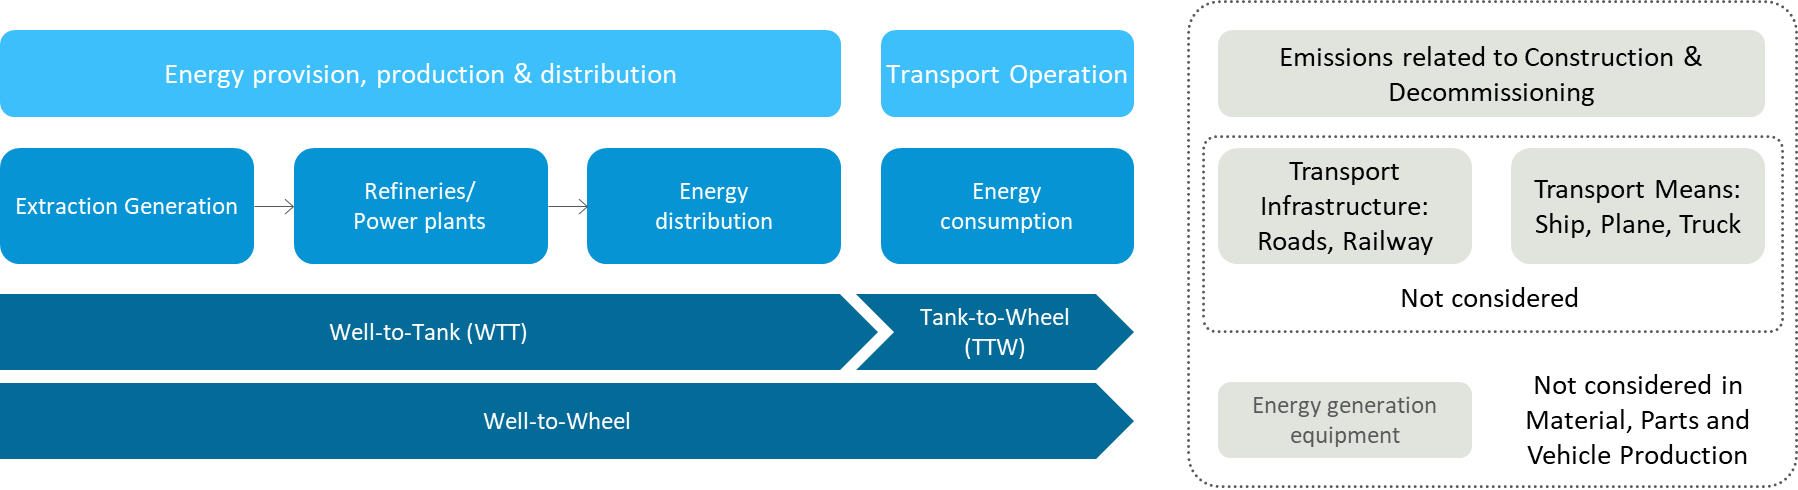 Energy provision, production & distribution
Transport Operation
Extraction Generation
Refineries/
Power plants
Energy
distribution
Energy
consumption
Well-to-Tank (WTT)
Tank-to-Wheel
(TTW)
Well-to-Wheel
Emissions related to Construction &
Decommissioning
Transport
Infrastructure:
Roads, Railway
Transport Means:
Ship, Plane, Truck
Not considered
Energy generation
equipment
Not considered in
Material, Parts and
Vehicle Production